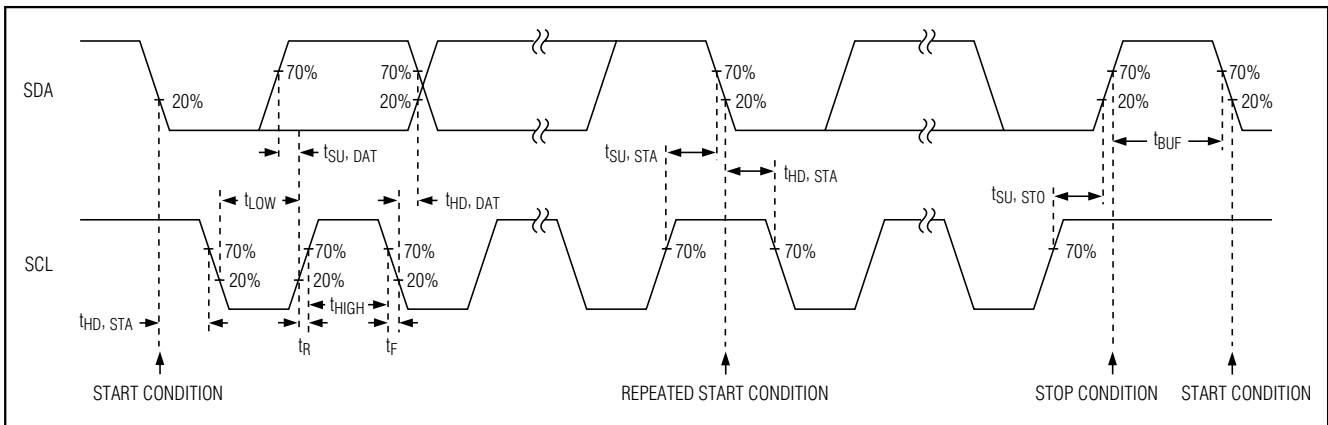 SDA
20%
70%
70%
20%
70%
20%
70%
20%
70%
20%
tSU, DAT
tSU, STA
tBUF
tHD, STA
tLOW
tHD, DAT
tSU, STO
SCL
70%
20%
70%
20%
70%
20%
70%
70%
70%
tHIGH
tHD, STA
tR
tF
START CONDITION
REPEATED START CONDITION
STOP CONDITION
START CONDITION